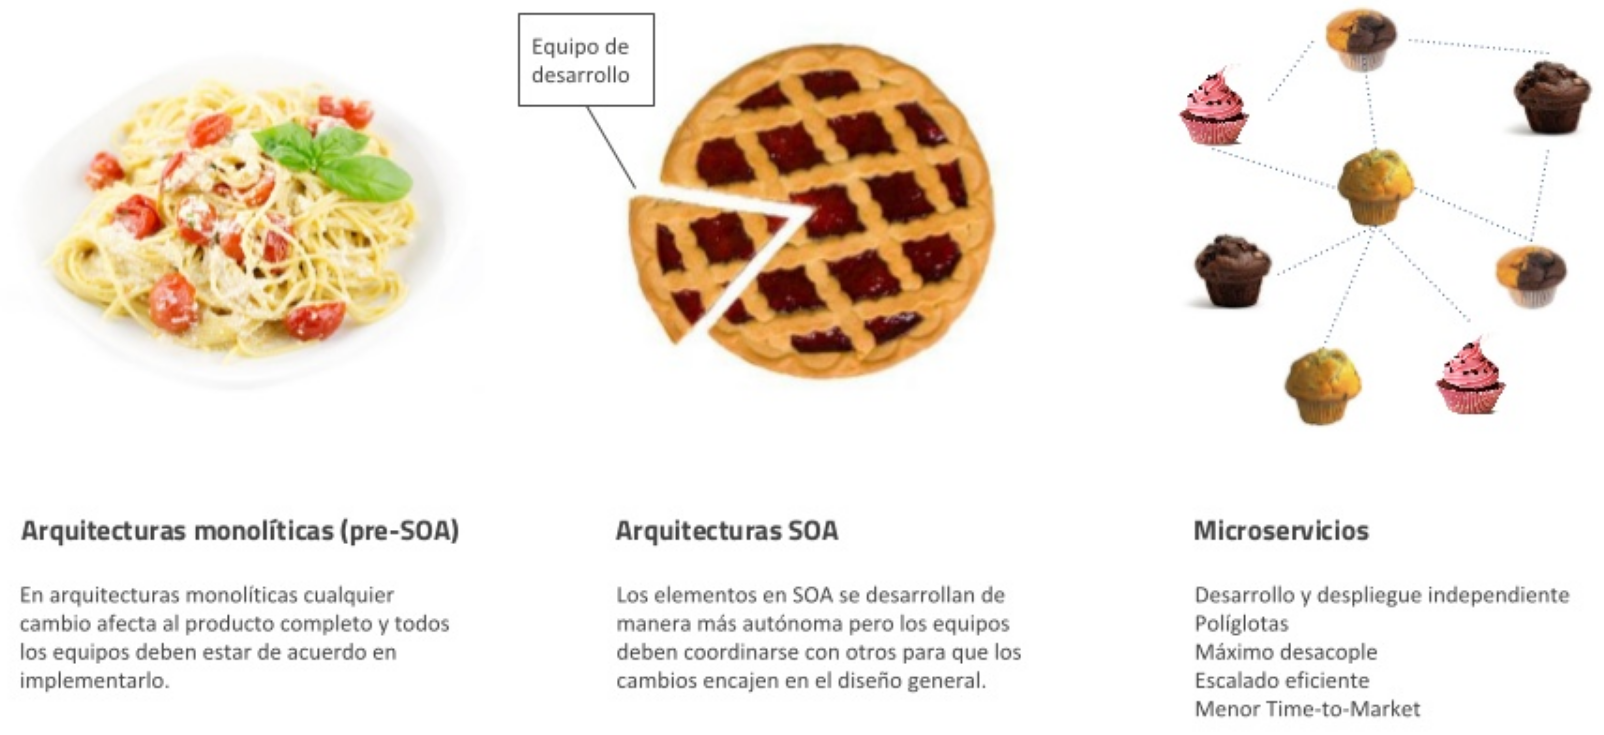 Equipo de
desarrollo
Arquitecturas monolíticas (pre-SOA)
En arquitecturas monolíticas cualquier
cambio afecta al producto completo y todos
los equipos deben estar de acuerdo en
implementarlo.
Arquitecturas SOA
Los elementos en SOA se desarrollan de
manera más autónoma pero los equipos
deben coordinarse con otros para que los
cambios encajen en el diseño general.
Microservicios
Desarrollo y despliegue independiente
Políglotas
Máximo desacople
Escalado eficiente
Menor Time-to-Market